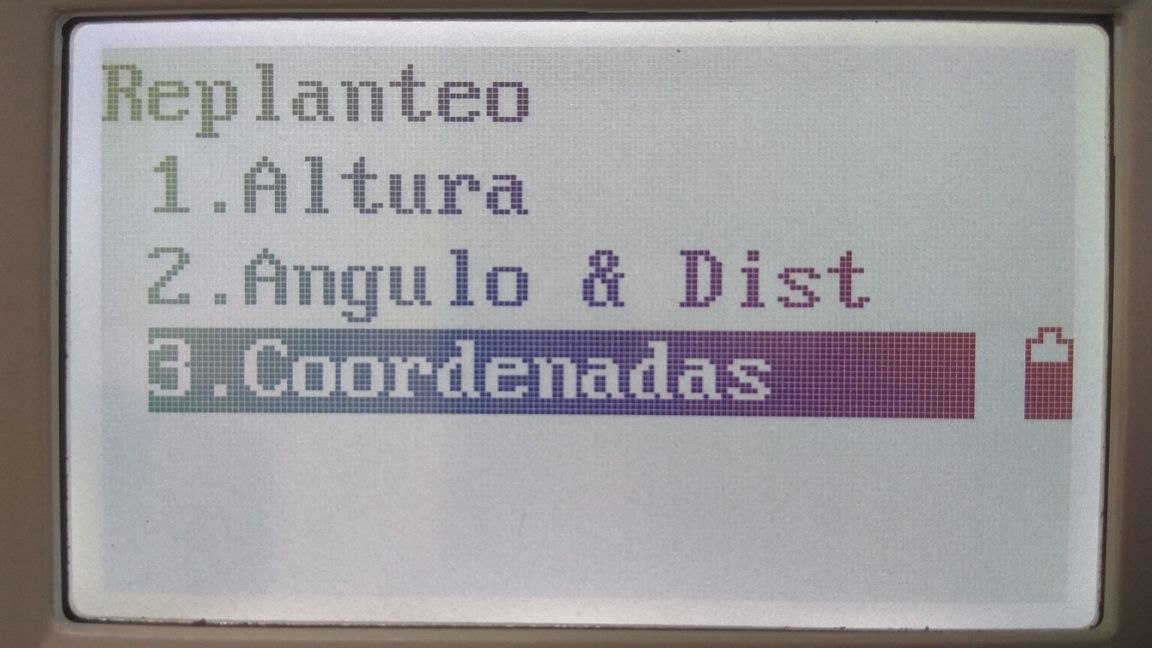 Replanteo
1.Altura
2.Angulo & Dist
3.Coordenadas